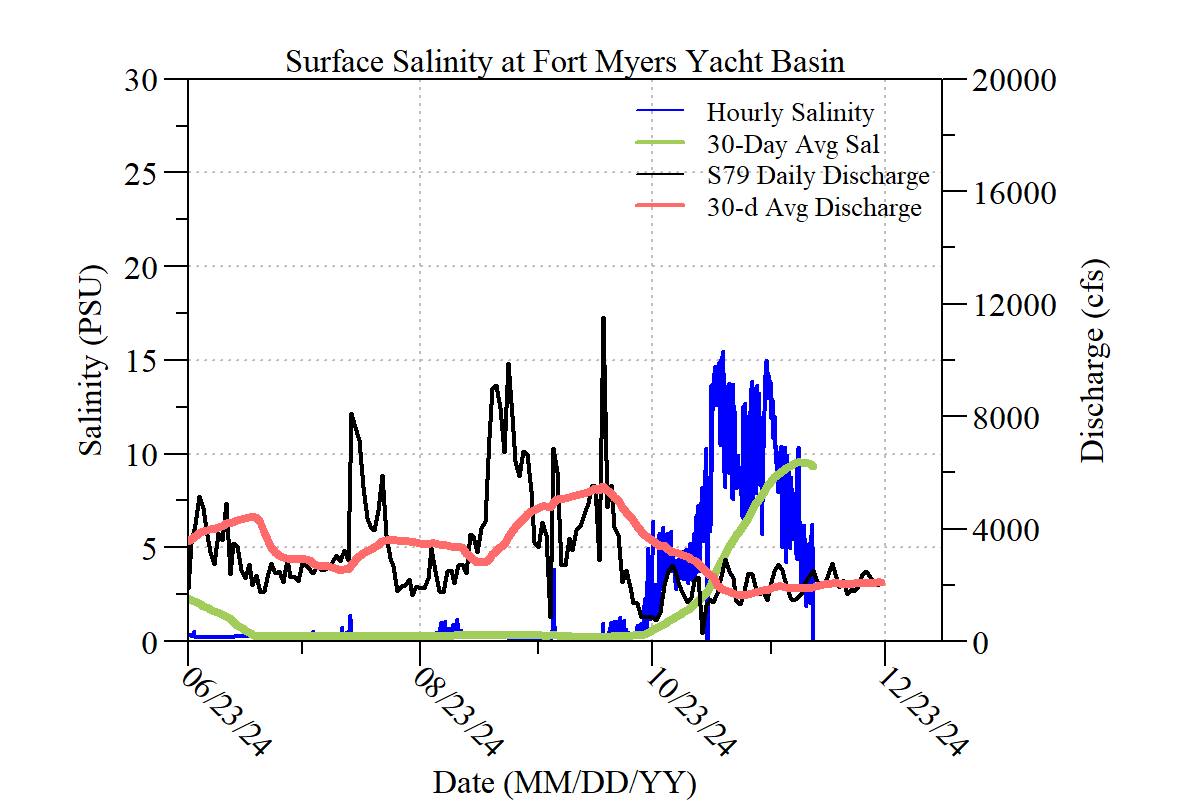 Surface Salinity at Fort Myers Yacht Basin
30
25
20
15
10
5
0
Salinity (PSU)
20000
16000
12000
8000
4000
0
Discharge (cfs)
Hourly Salinity
30-Day Avg Sal
S79 Daily Discharge
30-d Avg Discharge
06/23/24
08/23/24
10/23/24
12/23/24
Date (MM/DD/YY)